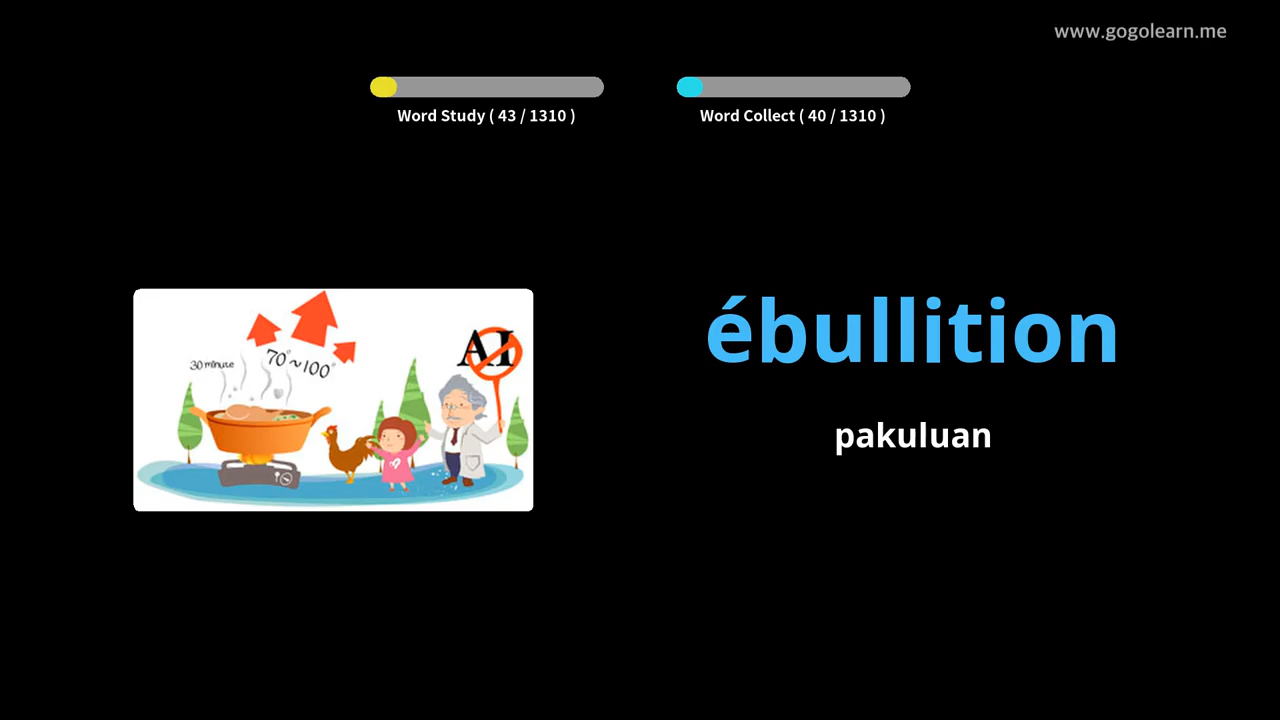 www.gogolearn.me
Word Study ( 43 / 1310 )
Word Collect ( 40 / 1310 )
30 minute
70°~100°
AI
ébullition
pakuluan